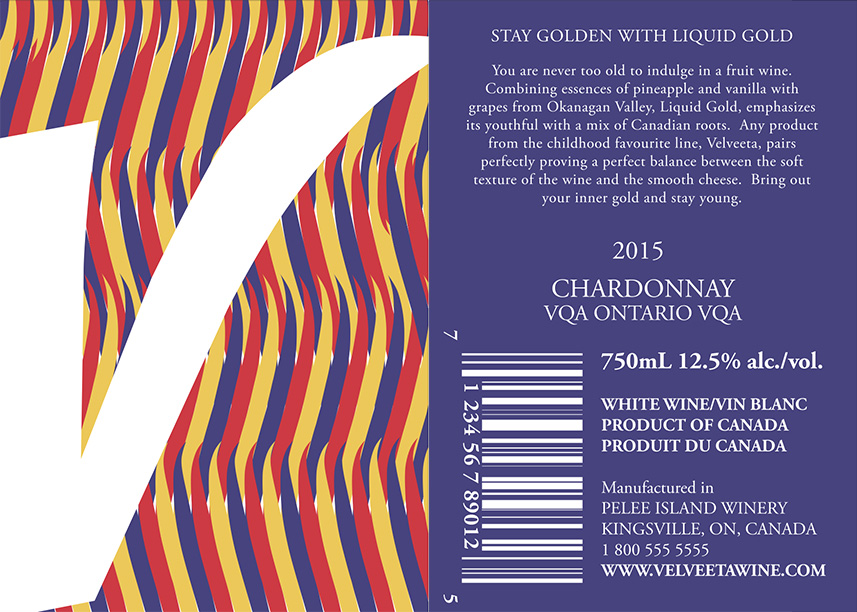 STAY GOLDEN WITH LIQUID GOLD
You are never too old to indulge in a fruit wine.
Combining essences of pineapple and vanilla with
grapes from Okanagan Valley, Liquid Gold, emphasizes
its youthful with a mix of Canadian roots. Any product
from the childhood favourite line, Velveeta, pairs
perfectly proving a perfect balance between the soft
texture of the wine and the smooth cheese. Bring out
your inner gold and stay young.
2015
CHARDONNAY
VQA ONTARIO VQA
7 1 234 56 7 89012 5
750mL 12.5% alc./vol.
WHITE WINE/VIN BLANC
PRODUCT OF CANADA
PRODUIT DU CANADA
Manufactured in
PELEE ISLAND WINERY
KINGSVILLE, ON, CANADA
1 800 555 5555
WWW.VELVEETAWINE.COM